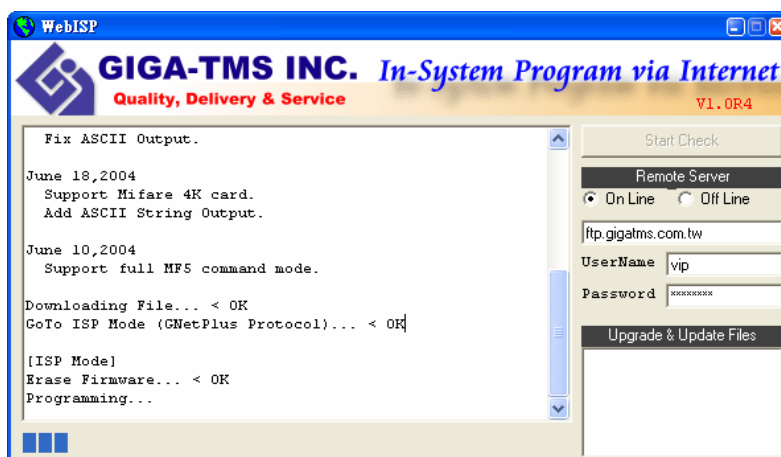 WebISP
GIGA-TMS INC.
Quality, Delivery & Service
In-System Program via Internet
V1.0R4
Fix ASCII Output.
June 18,2004
Support Mifare 4K card.
Add ASCII String Output.
June 10,2004
Support full MF5 command mode.
Downloading File... < OK
GoTo ISP Mode (GNetPlus Protocol)... < OK
[ISP Mode]
Erase Firmware... < OK
Programming...
Start Check
Remote Server
On Line Off Line
ftp.gigatms.com.tw
UserName vip
Password ********
Upgrade & Update Files